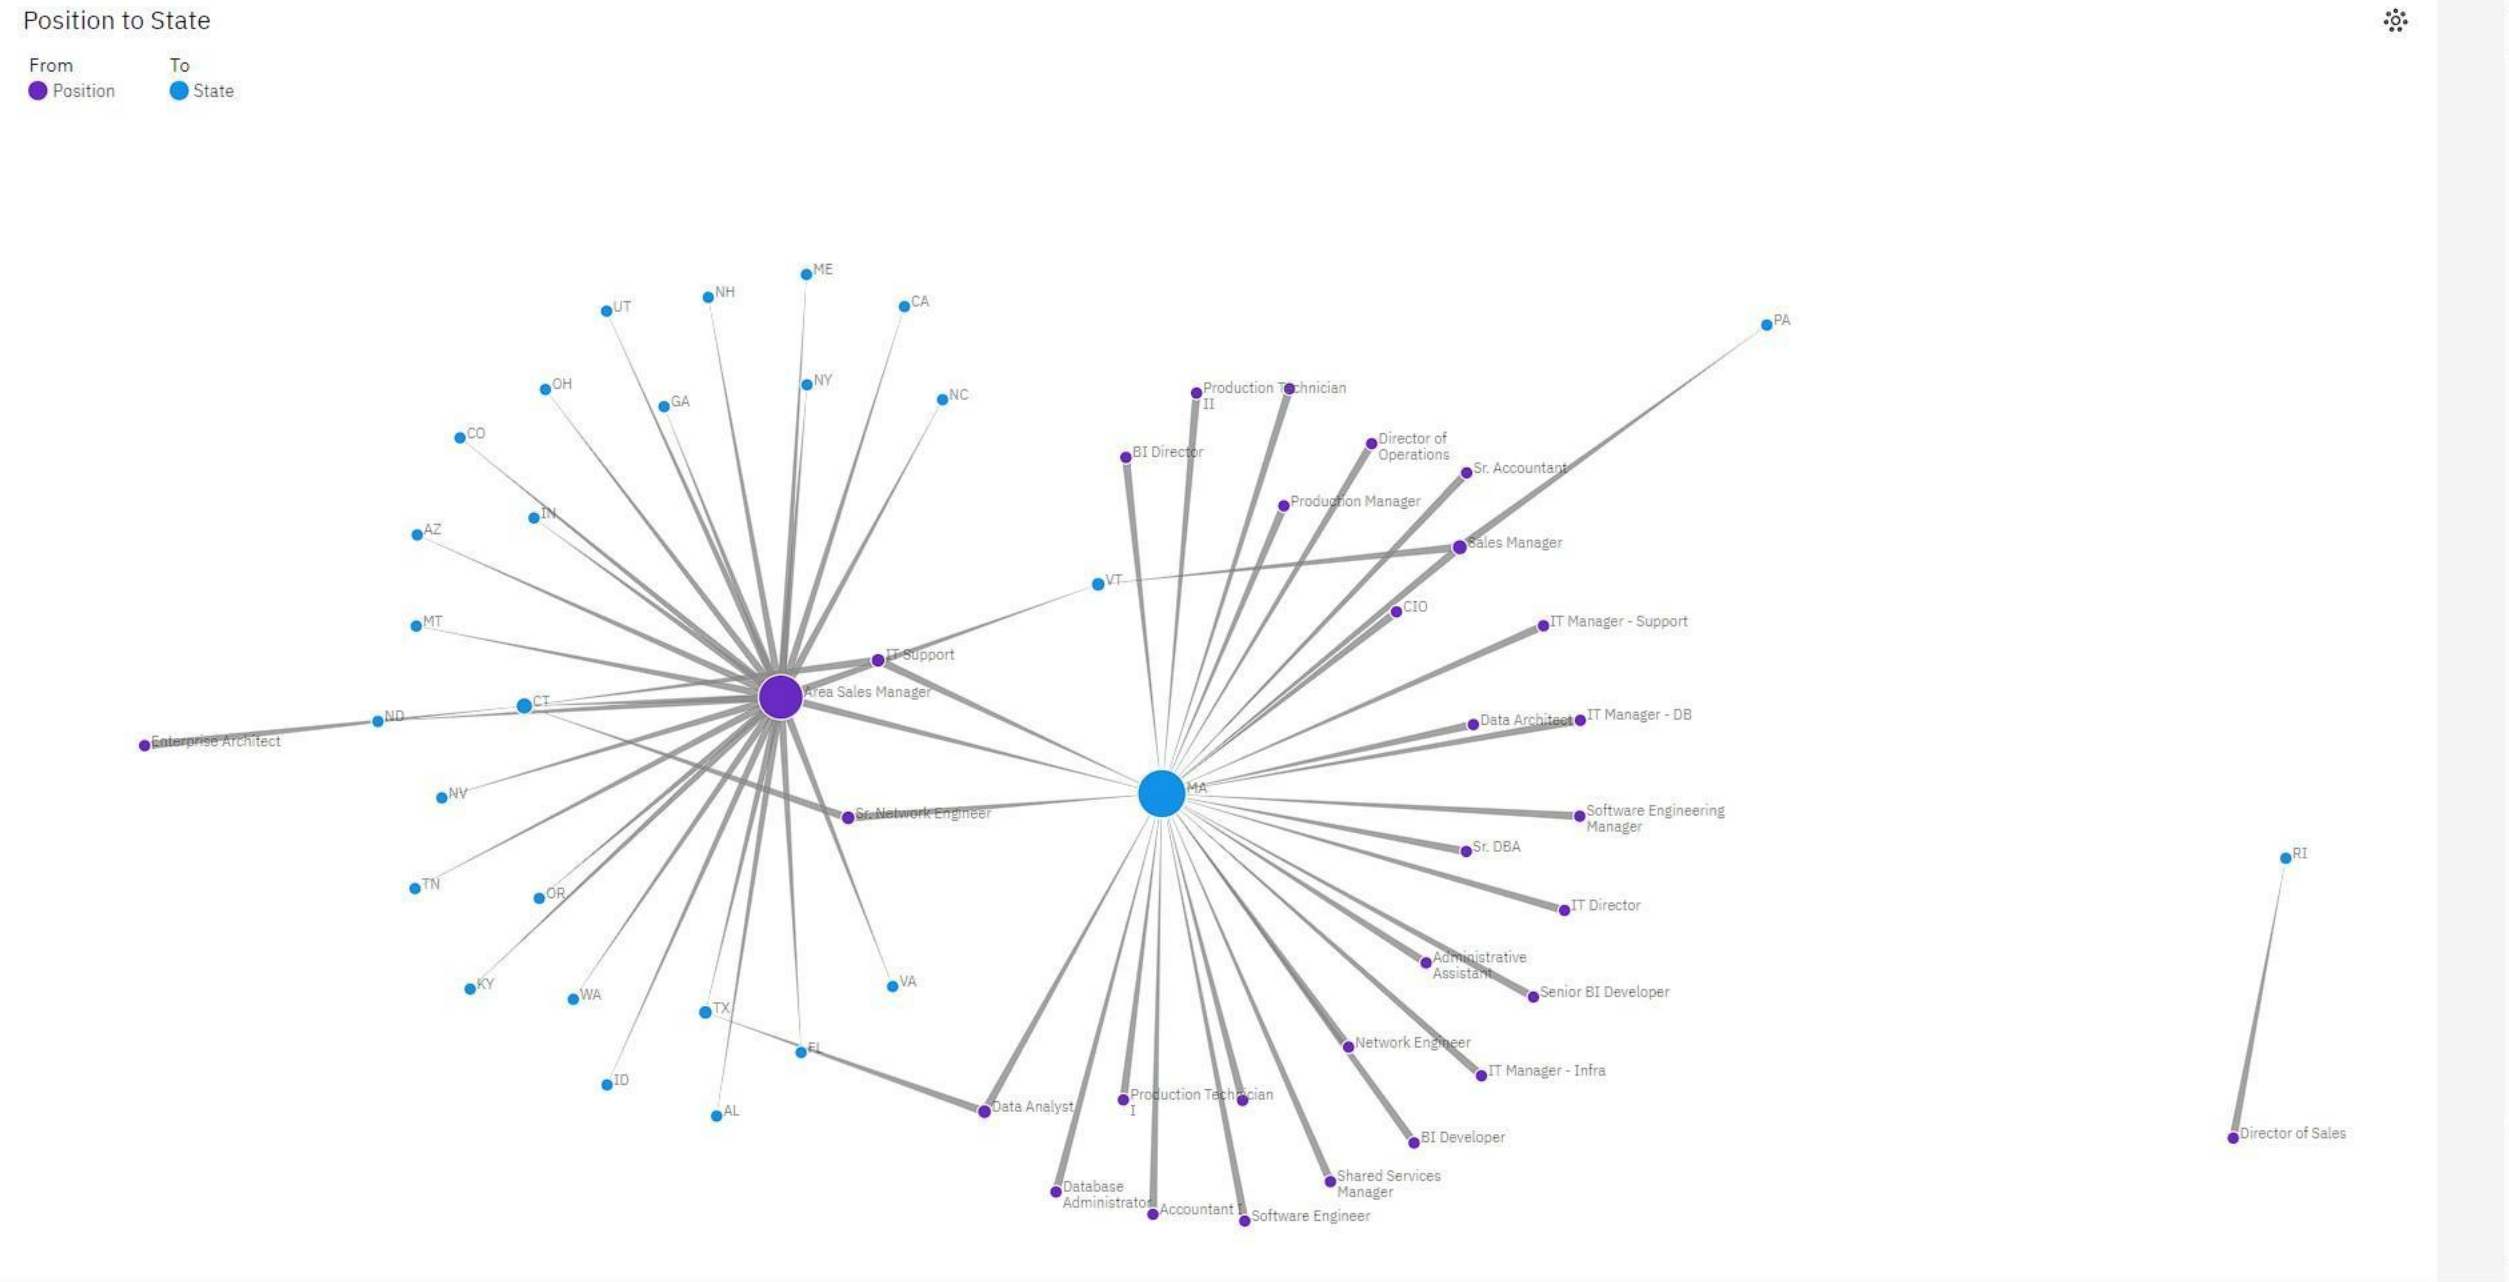 Position to State
From To
Position State
ME
NH
CA
UT
PA
NY
OH
Production Technician
II
NC
GA
CO
Director of
Operations
BI Director
Sr. Accountant
Production Manager
IN
AZ
Sales Manager
VT
CIO
MT
IT Manager - Support
IT Support
Area Sales Manager
CT
ND
Data Architect
IT Manager - DB
Enterprise Architect
MA
NV
Sr. Network Engineer
Software Engineering
Manager
Sr. DBA
RI
TN
OR
IT Director
Administrative
Assistant
VA
KY
Senior BI Developer
WA
TX
Network Engineer
FL
IT Manager - Infra
ID
Production Technician
I
Data Analyst
AL
Director of Sales
BI Developer
Shared Services
Manager
Database
Administrator
Accountant I
Software Engineer